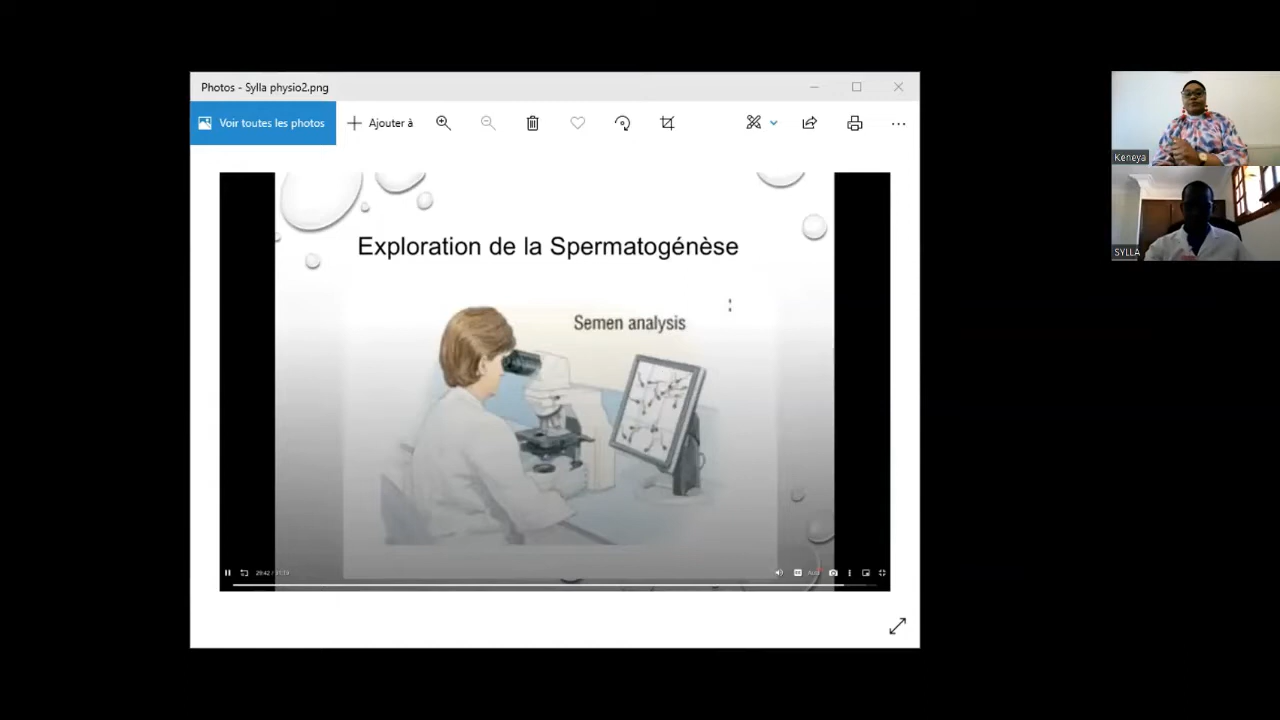 Photos - Sylla physio2.png
Voir toutes les photos
Ajouter à
Exploration de la Spermatogénèse
Semen analysis
Keneya
SYLLA